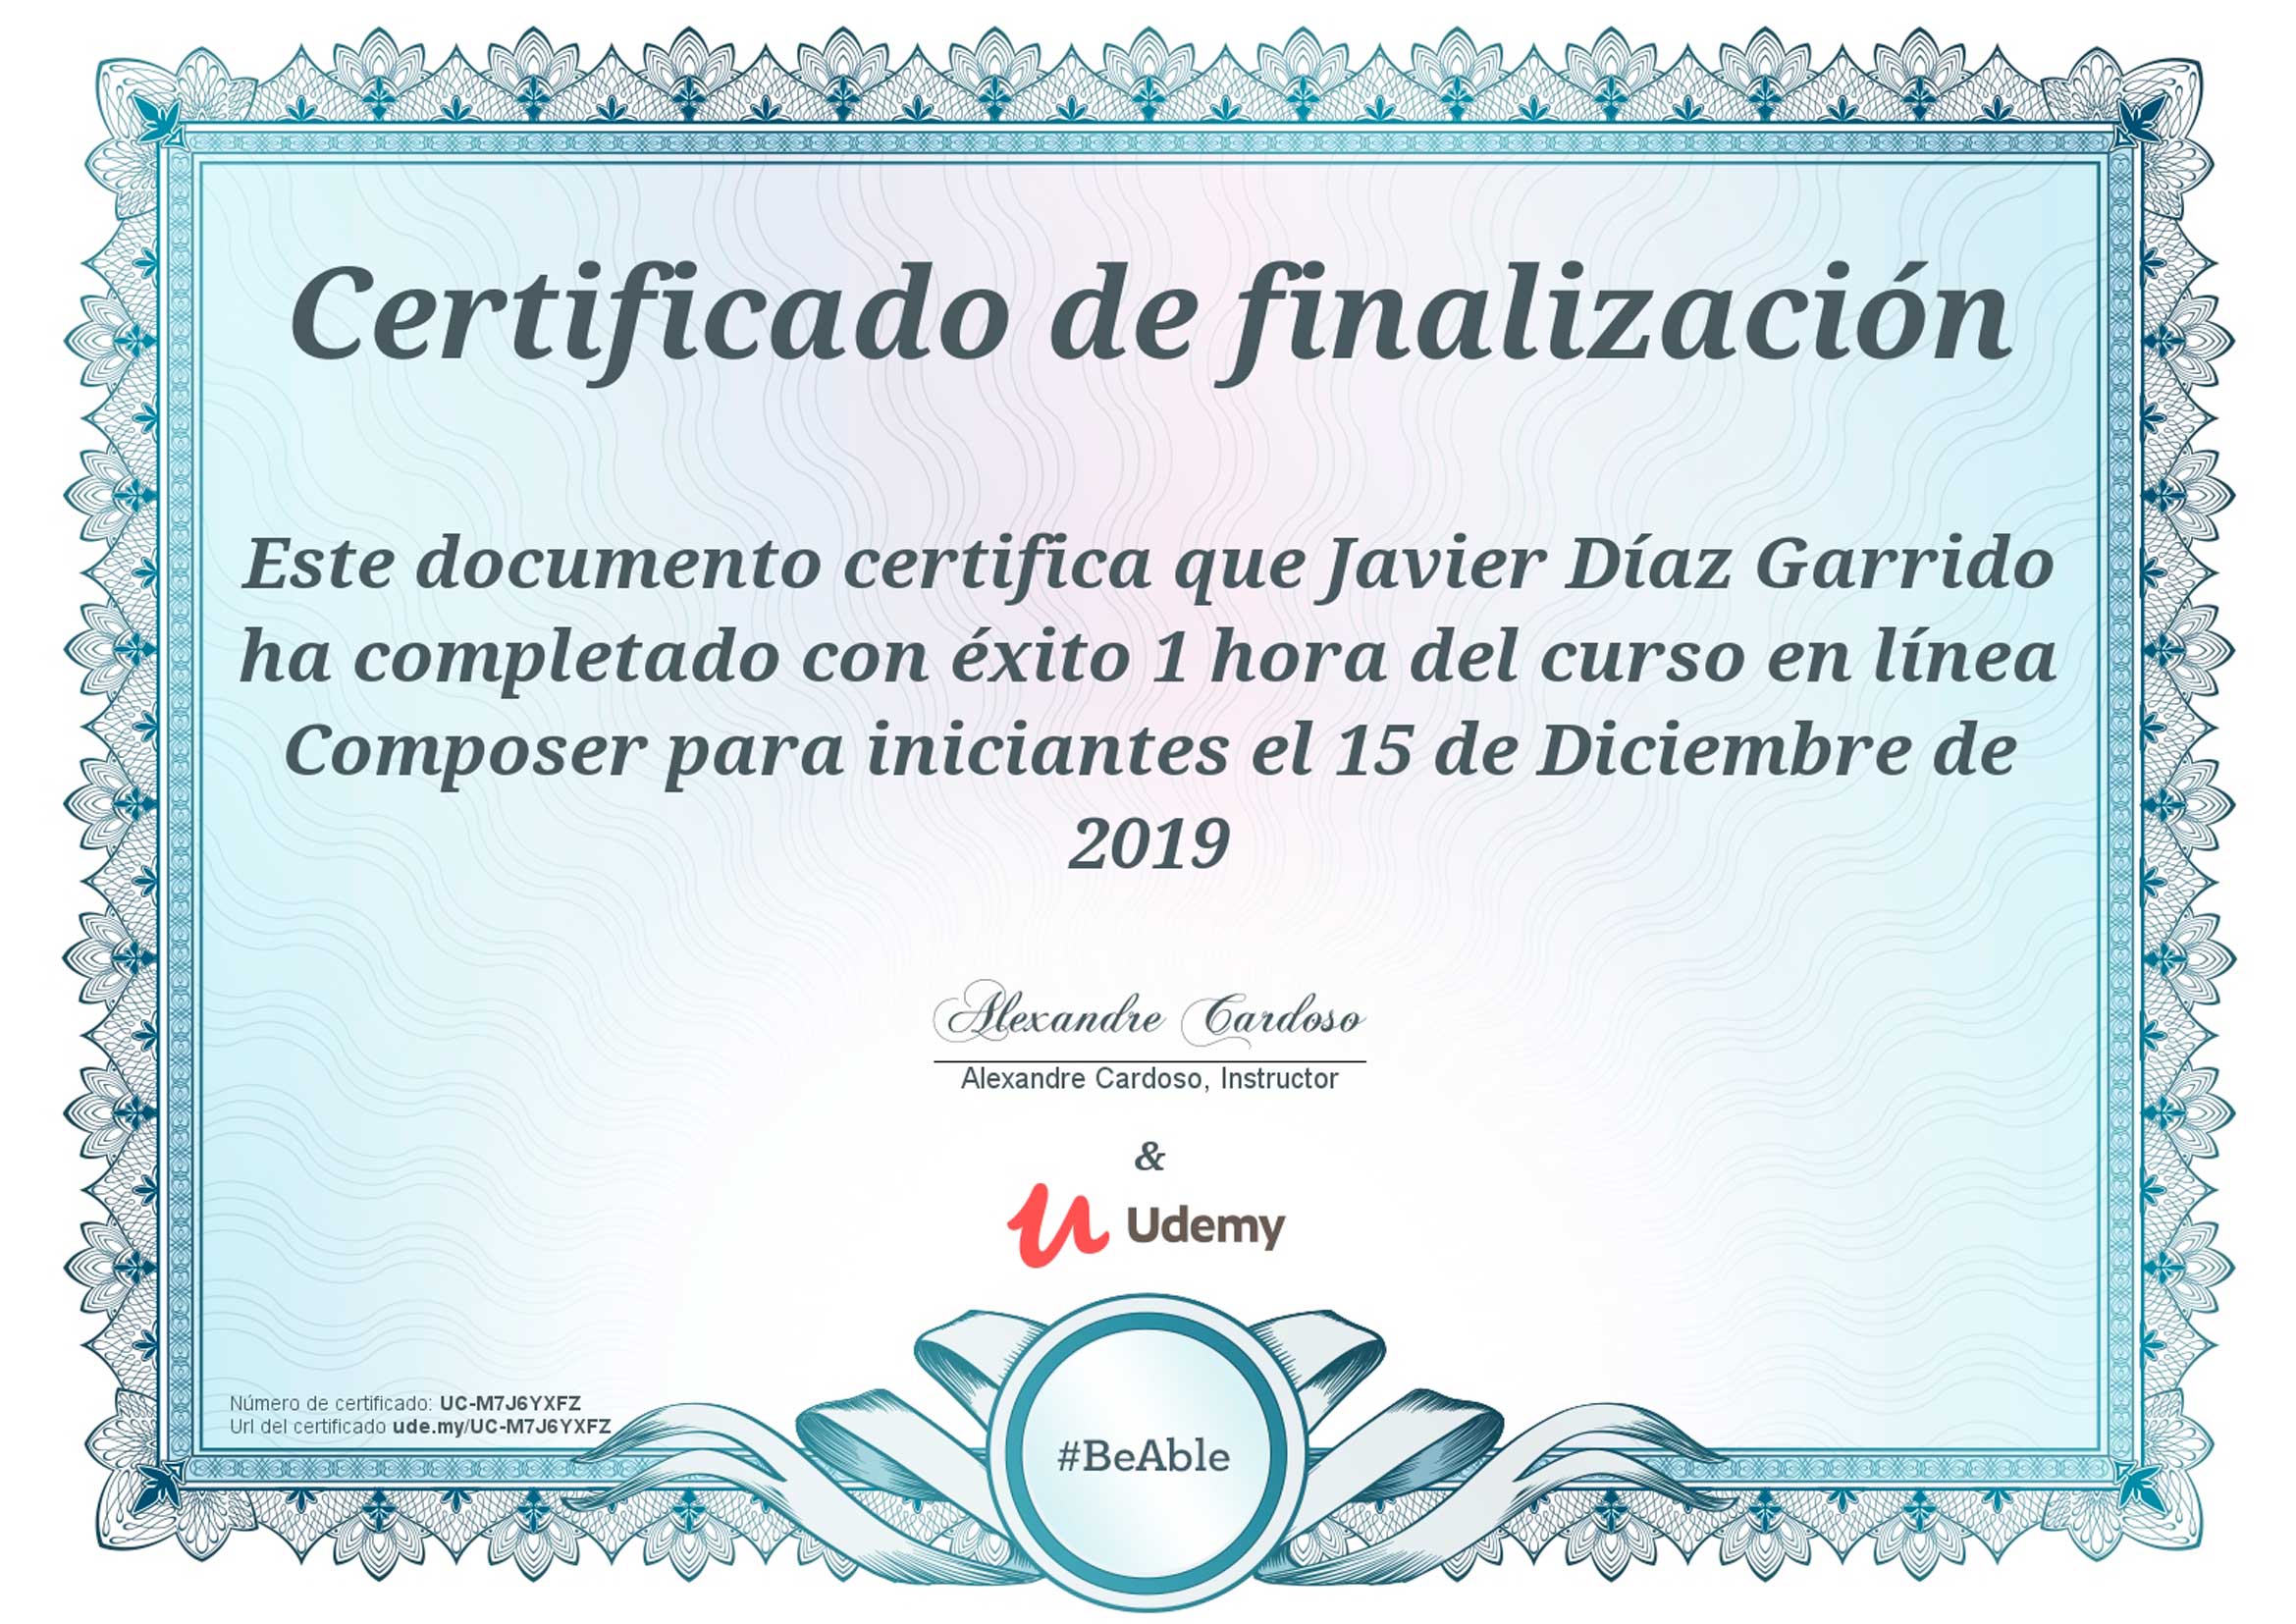 Certificado de finalización
Este documento certifica que Javier Díaz Garrido
ha completado con éxito 1 hora del curso en línea
Composer para iniciantes el 15 de Diciembre de
2019
Alexandre Cardoso
Alexandre Cardoso, Instructor
&
Udemy
Número de certificado: UC-M7J6YXFZ
Url del certificado ude.my/UC-M7J6YXFZ
#BeAble